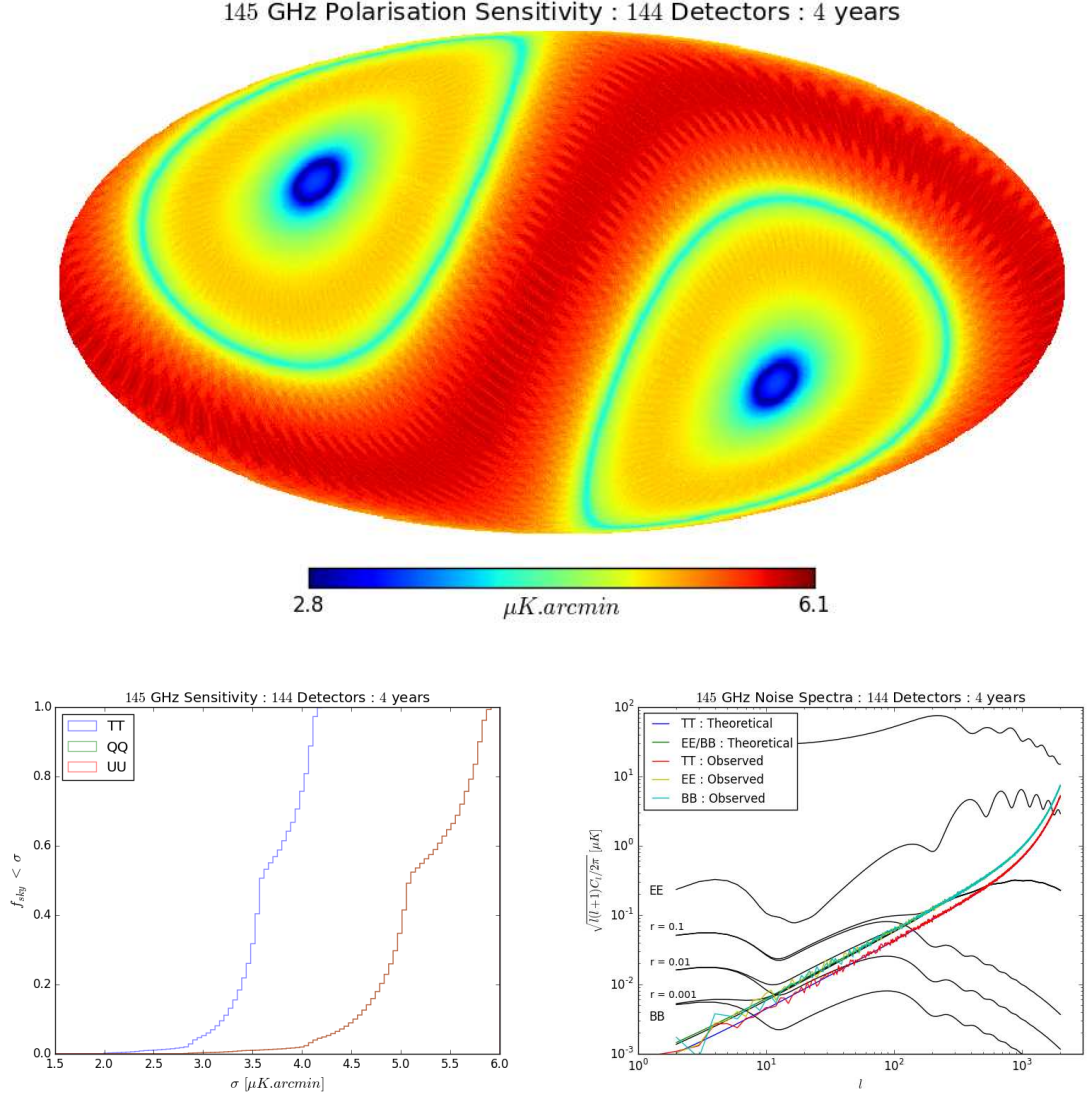 145 GHz Polarisation Sensitivity : 144 Detectors : 4 years
2.8
μK.arcmin
6.1
145 GHz Sensitivity : 144 Detectors : 4 years
TT
QQ
UU
f_sky < σ
1.0
0.8
0.6
0.4
0.2
0.0
1.5 2.0 2.5 3.0 3.5 4.0 4.5 5.0 5.5 6.0
σ [μK.arcmin]
145 GHz Noise Spectra : 144 Detectors : 4 years
TT : Theoretical
EE/BB : Theoretical
TT : Observed
EE : Observed
BB : Observed
√l(l+1)C_l/2π [μK]
10^2
10^1
10^0
10^-1
10^-2
10^-3
EE
r = 0.1
r = 0.01
r = 0.001
BB
10^0 10^1 10^2 10^3
l